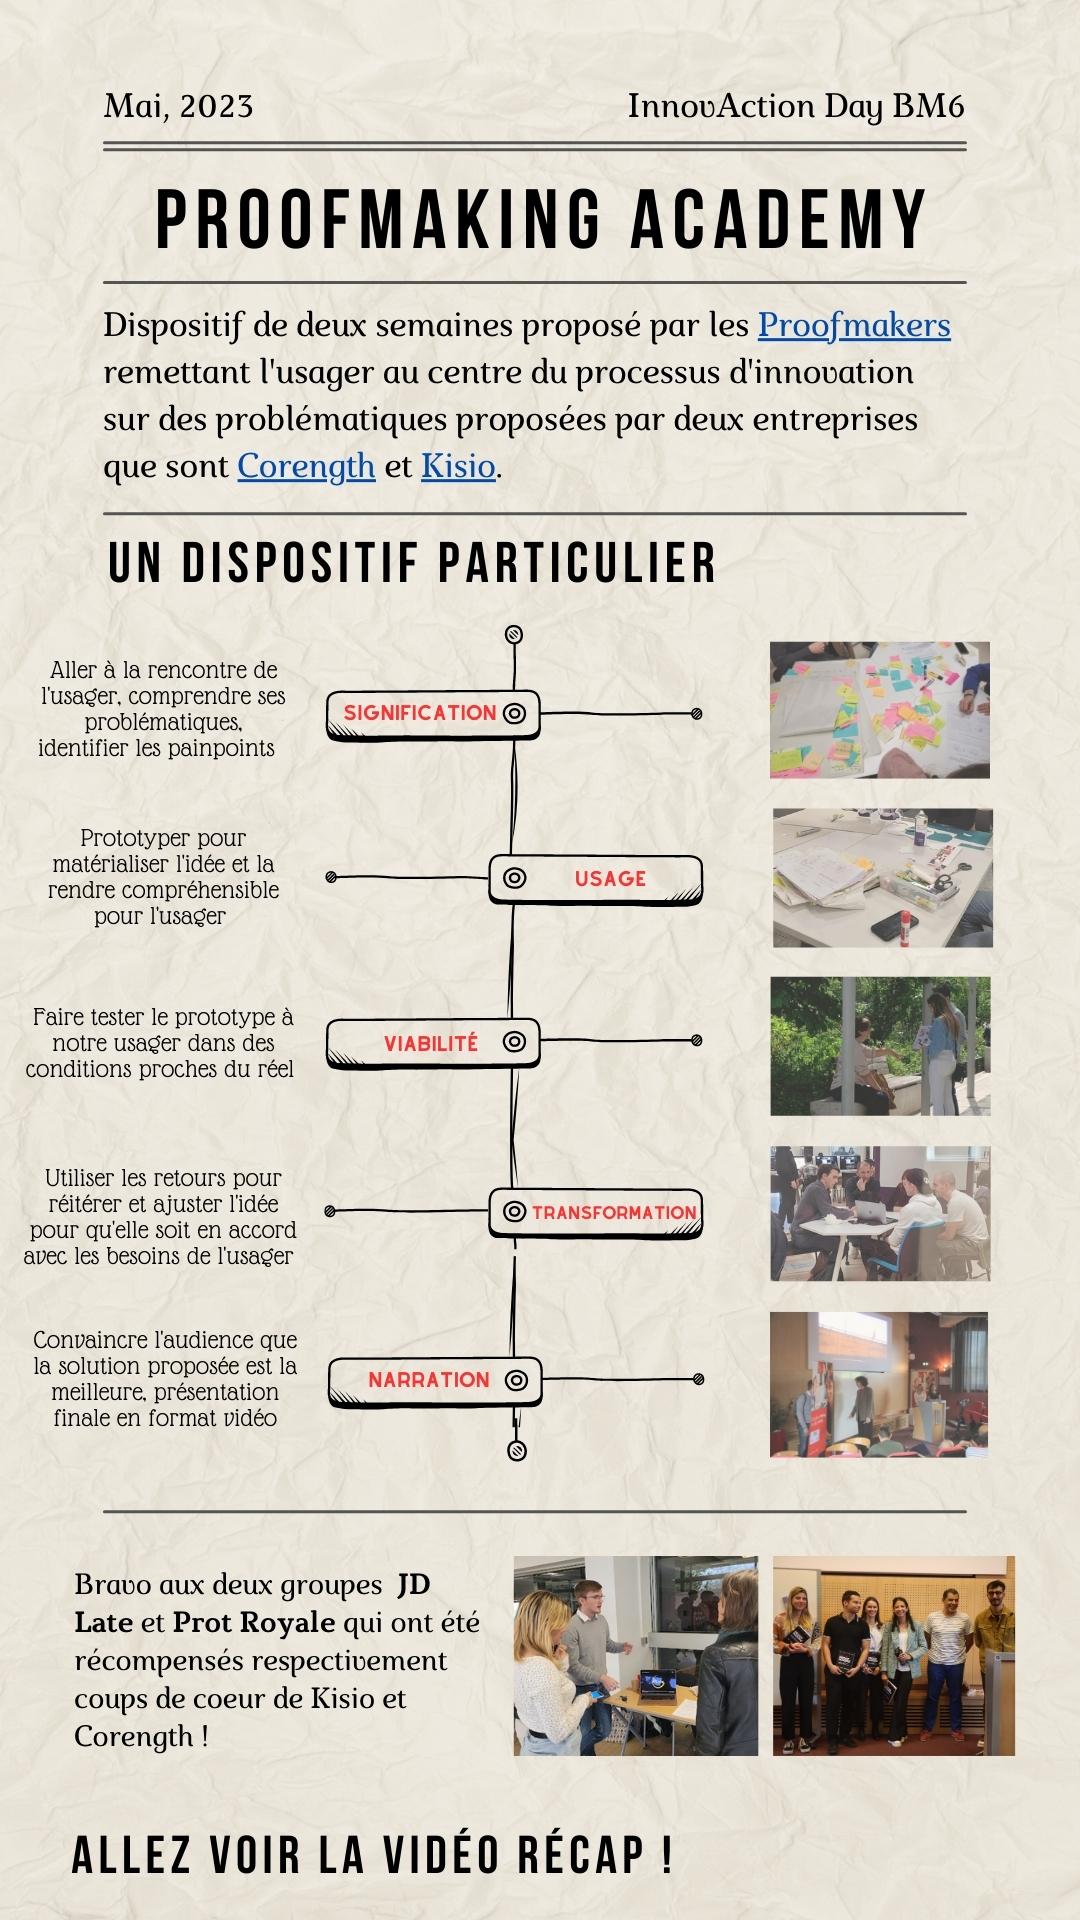 Mai, 2023
InnovAction Day BM6
PROOFMAKING ACADEMY
Dispositif de deux semaines proposé par les Proofmakers
remettant l'usager au centre du processus d'innovation
sur des problématiques proposées par deux entreprises
que sont Corength et Kisio.
UN DISPOSITIF PARTICULIER
Aller à la rencontre de
l'usager, comprendre ses
problématiques,
identifier les painpoints
SIGNIFICATION
Prototyper pour
matérialiser l'idée et la
rendre compréhensible
pour l'usager
USAGE
Faire tester le prototype à
notre usager dans des
conditions proches du réel
VIABILITÉ
Utiliser les retours pour
réitérer et ajuster l'idée
pour qu'elle soit en accord
avec les besoins de l'usager
TRANSFORMATION
Convaincre l'audience que
la solution proposée est la
meilleure, présentation
finale en format vidéo
NARRATION
Bravo aux deux groupes JD
Late et Prot Royale qui ont été
récompensés respectivement
coups de coeur de Kisio et
Corength !
ALLEZ VOIR LA VIDÉO RÉCAP !